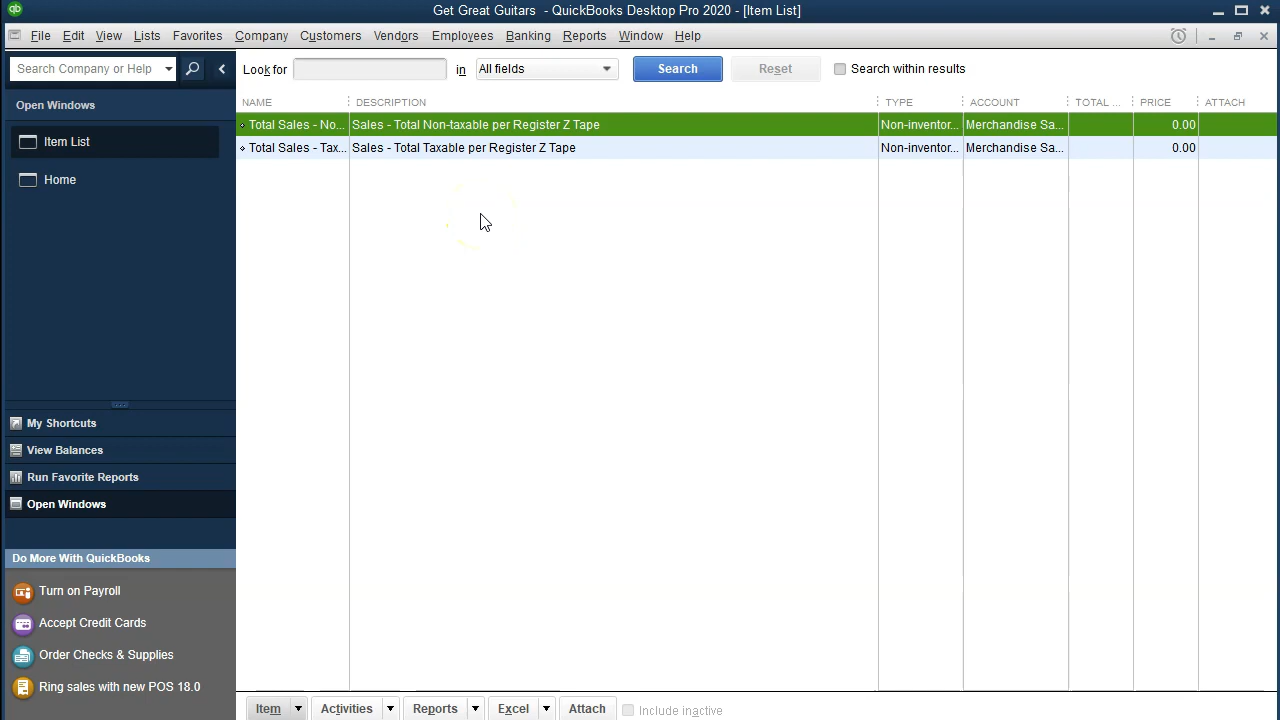 qb Get Great Guitars - QuickBooks Desktop Pro 2020 - [Item List]
File Edit View Lists Favorites Company Customers Vendors Employees Banking Reports Window Help
Search Company or Help
Look for in All fields Search Reset Search within results
Open Windows
Item List
Home
My Shortcuts
View Balances
Run Favorite Reports
Open Windows
Do More With QuickBooks
Turn on Payroll
Accept Credit Cards
Order Checks & Supplies
Ring sales with new POS 18.0
NAME DESCRIPTION TYPE ACCOUNT TOTAL ... PRICE ATTACH
Total Sales - No... Sales - Total Non-taxable per Register Z Tape Non-inventor... Merchandise Sa... 0.00
Total Sales - Tax... Sales - Total Taxable per Register Z Tape Non-inventor... Merchandise Sa... 0.00
Item Activities Reports Excel Attach Include inactive